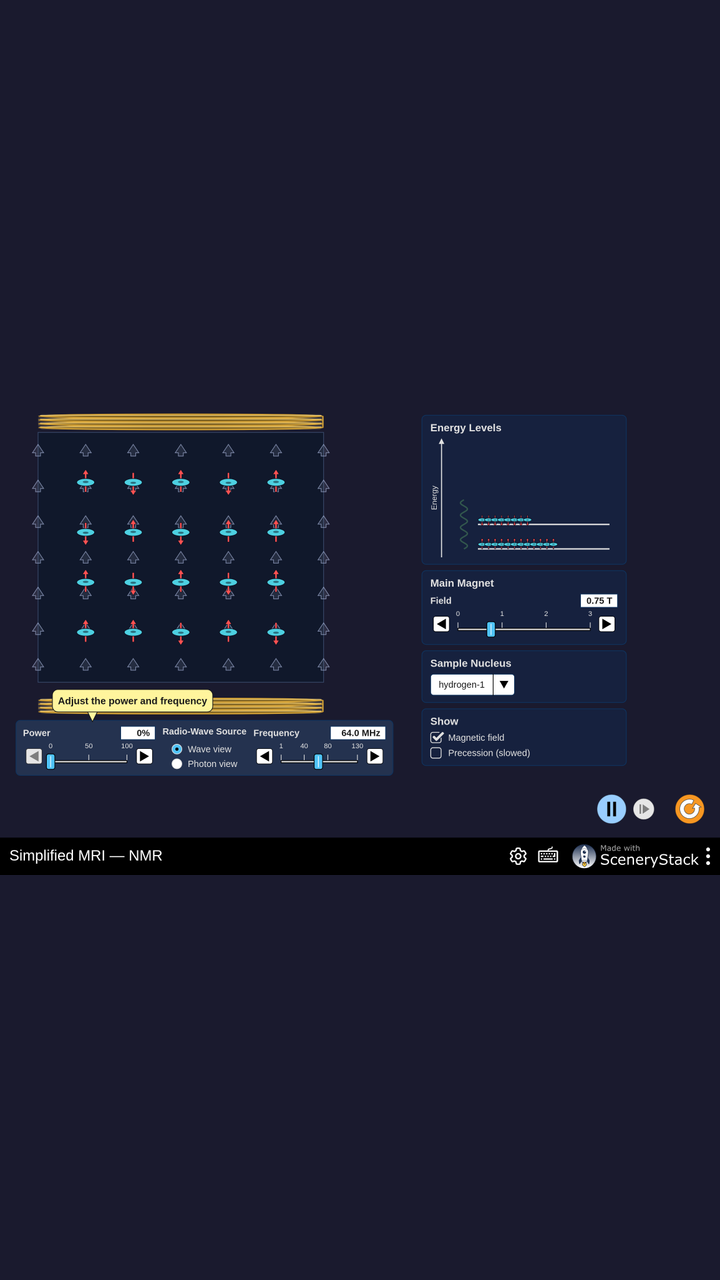 Energy Levels
Energy
Main Magnet
Field
0.75 T
0 1 2 3
Sample Nucleus
hydrogen-1
Show
Magnetic field
Precession (slowed)
Adjust the power and frequency
Power
0%
0 50 100
Radio-Wave Source
Wave view
Photon view
Frequency
64.0 MHz
1 40 80 130
Simplified MRI — NMR
Made with
SceneryStack